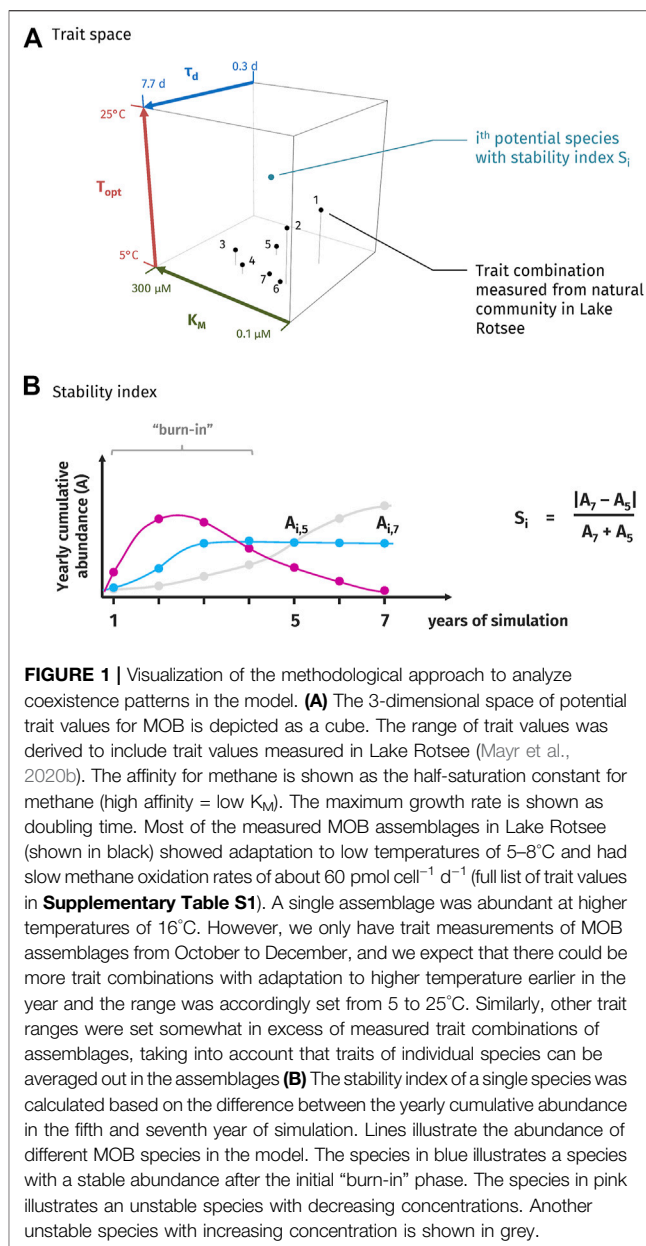 A Trait space
τd
0.3 d
7.7 d
25°C
Topt
5°C
300 µM
KM
0.1 µM
1
2
3
4
5
7
6
ith potential species
with stability index Si
Trait combination
measured from natural
community in Lake
Rotsee
B Stability index
"burn-in"
Yearly cumulative
abundance (A)
Ai,5
Ai,7
1
5
7
years of simulation
Si = |A7 – A5| / A7 + A5
FIGURE 1 | Visualization of the methodological approach to analyze
coexistence patterns in the model. (A) The 3-dimensional space of potential
trait values for MOB is depicted as a cube. The range of trait values was
derived to include trait values measured in Lake Rotsee (Mayr et al.,
2020b). The affinity for methane is shown as the half-saturation constant for
methane (high affinity = low KM). The maximum growth rate is shown as
doubling time. Most of the measured MOB assemblages in Lake Rotsee
(shown in black) showed adaptation to low temperatures of 5–8°C and had
slow methane oxidation rates of about 60 pmol cell−1 d−1 (full list of trait values
in Supplementary Table S1). A single assemblage was abundant at higher
temperatures of 16°C. However, we only have trait measurements of MOB
assemblages from October to December, and we expect that there could be
more trait combinations with adaptation to higher temperature earlier in the
year and the range was accordingly set from 5 to 25°C. Similarly, other trait
ranges were set somewhat in excess of measured trait combinations of
assemblages, taking into account that traits of individual species can be
averaged out in the assemblages (B) The stability index of a single species was
calculated based on the difference between the yearly cumulative abundance
in the fifth and seventh year of simulation. Lines illustrate the abundance of
different MOB species in the model. The species in blue illustrates a species
with a stable abundance after the initial "burn-in" phase. The species in pink
illustrates an unstable species with decreasing concentrations. Another
unstable species with increasing concentration is shown in grey.